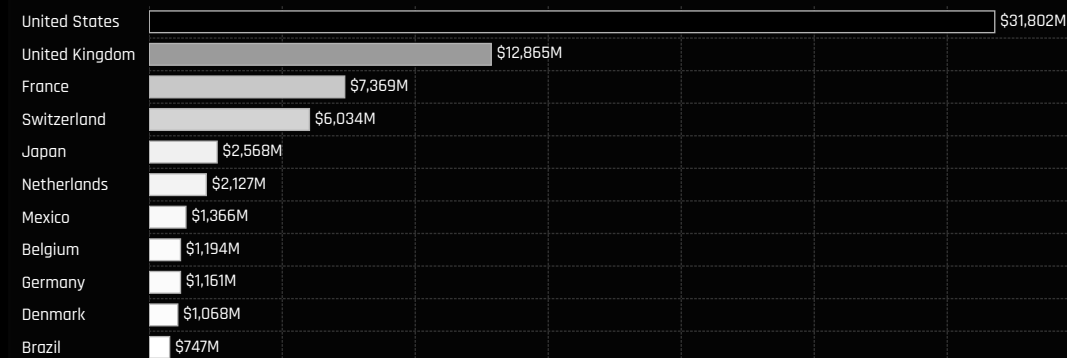 United States $31,802M
United Kingdom $12,865M
France $7,369M
Switzerland $6,034M
Japan $2,568M
Netherlands $2,127M
Mexico $1,366M
Belgium $1,194M
Germany $1,161M
Denmark $1,068M
Brazil $747M